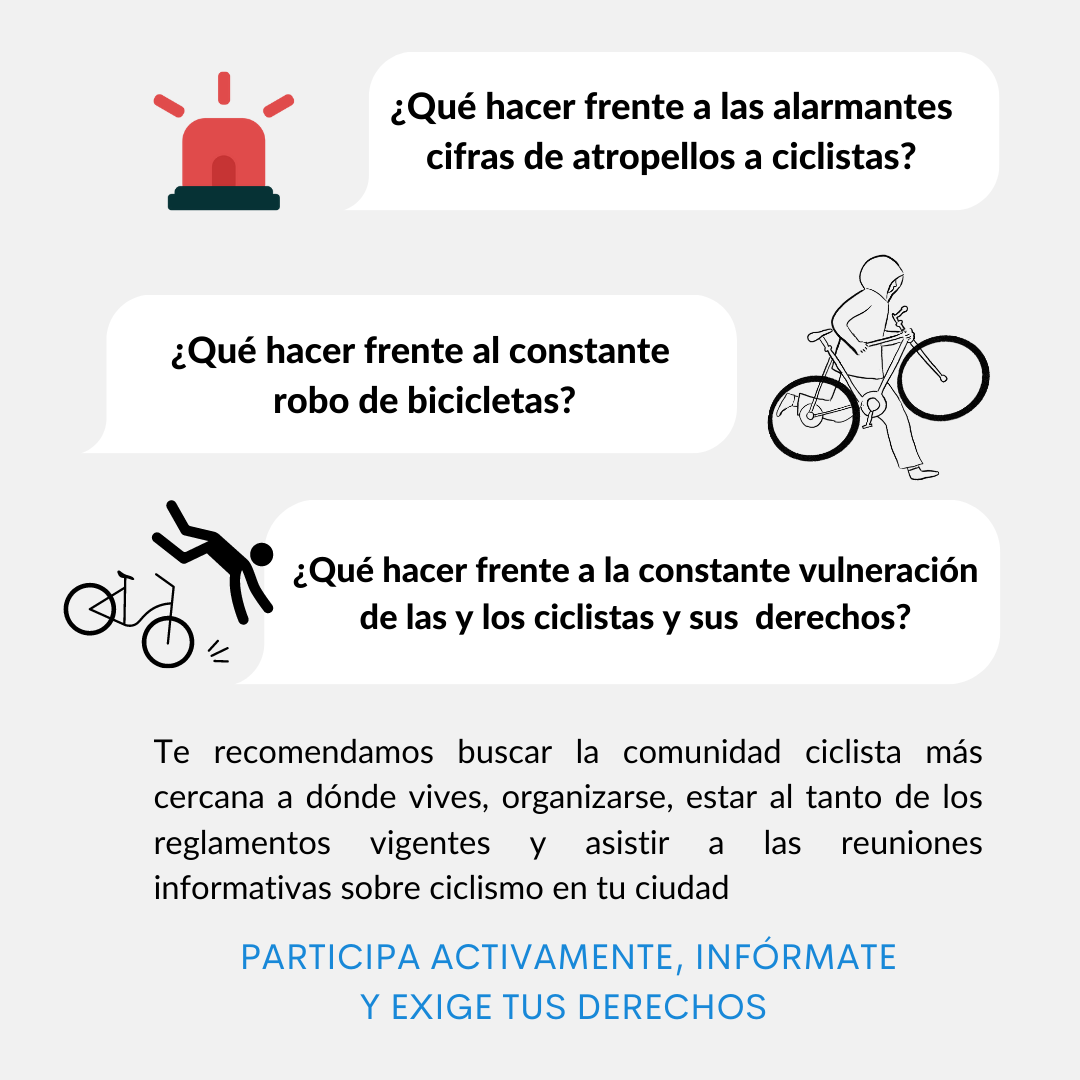 ¿Qué hacer frente a las alarmantes
cifras de atropellos a ciclistas?
¿Qué hacer frente al constante
robo de bicicletas?
¿Qué hacer frente a la constante vulneración
de las y los ciclistas y sus  derechos?
Te recomendamos buscar la comunidad ciclista más
cercana a dónde vives, organizarse, estar al tanto de los
reglamentos vigentes y asistir a las reuniones
informativas sobre ciclismo en tu ciudad
PARTICIPA ACTIVAMENTE, INFÓRMATE
Y EXIGE TUS DERECHOS